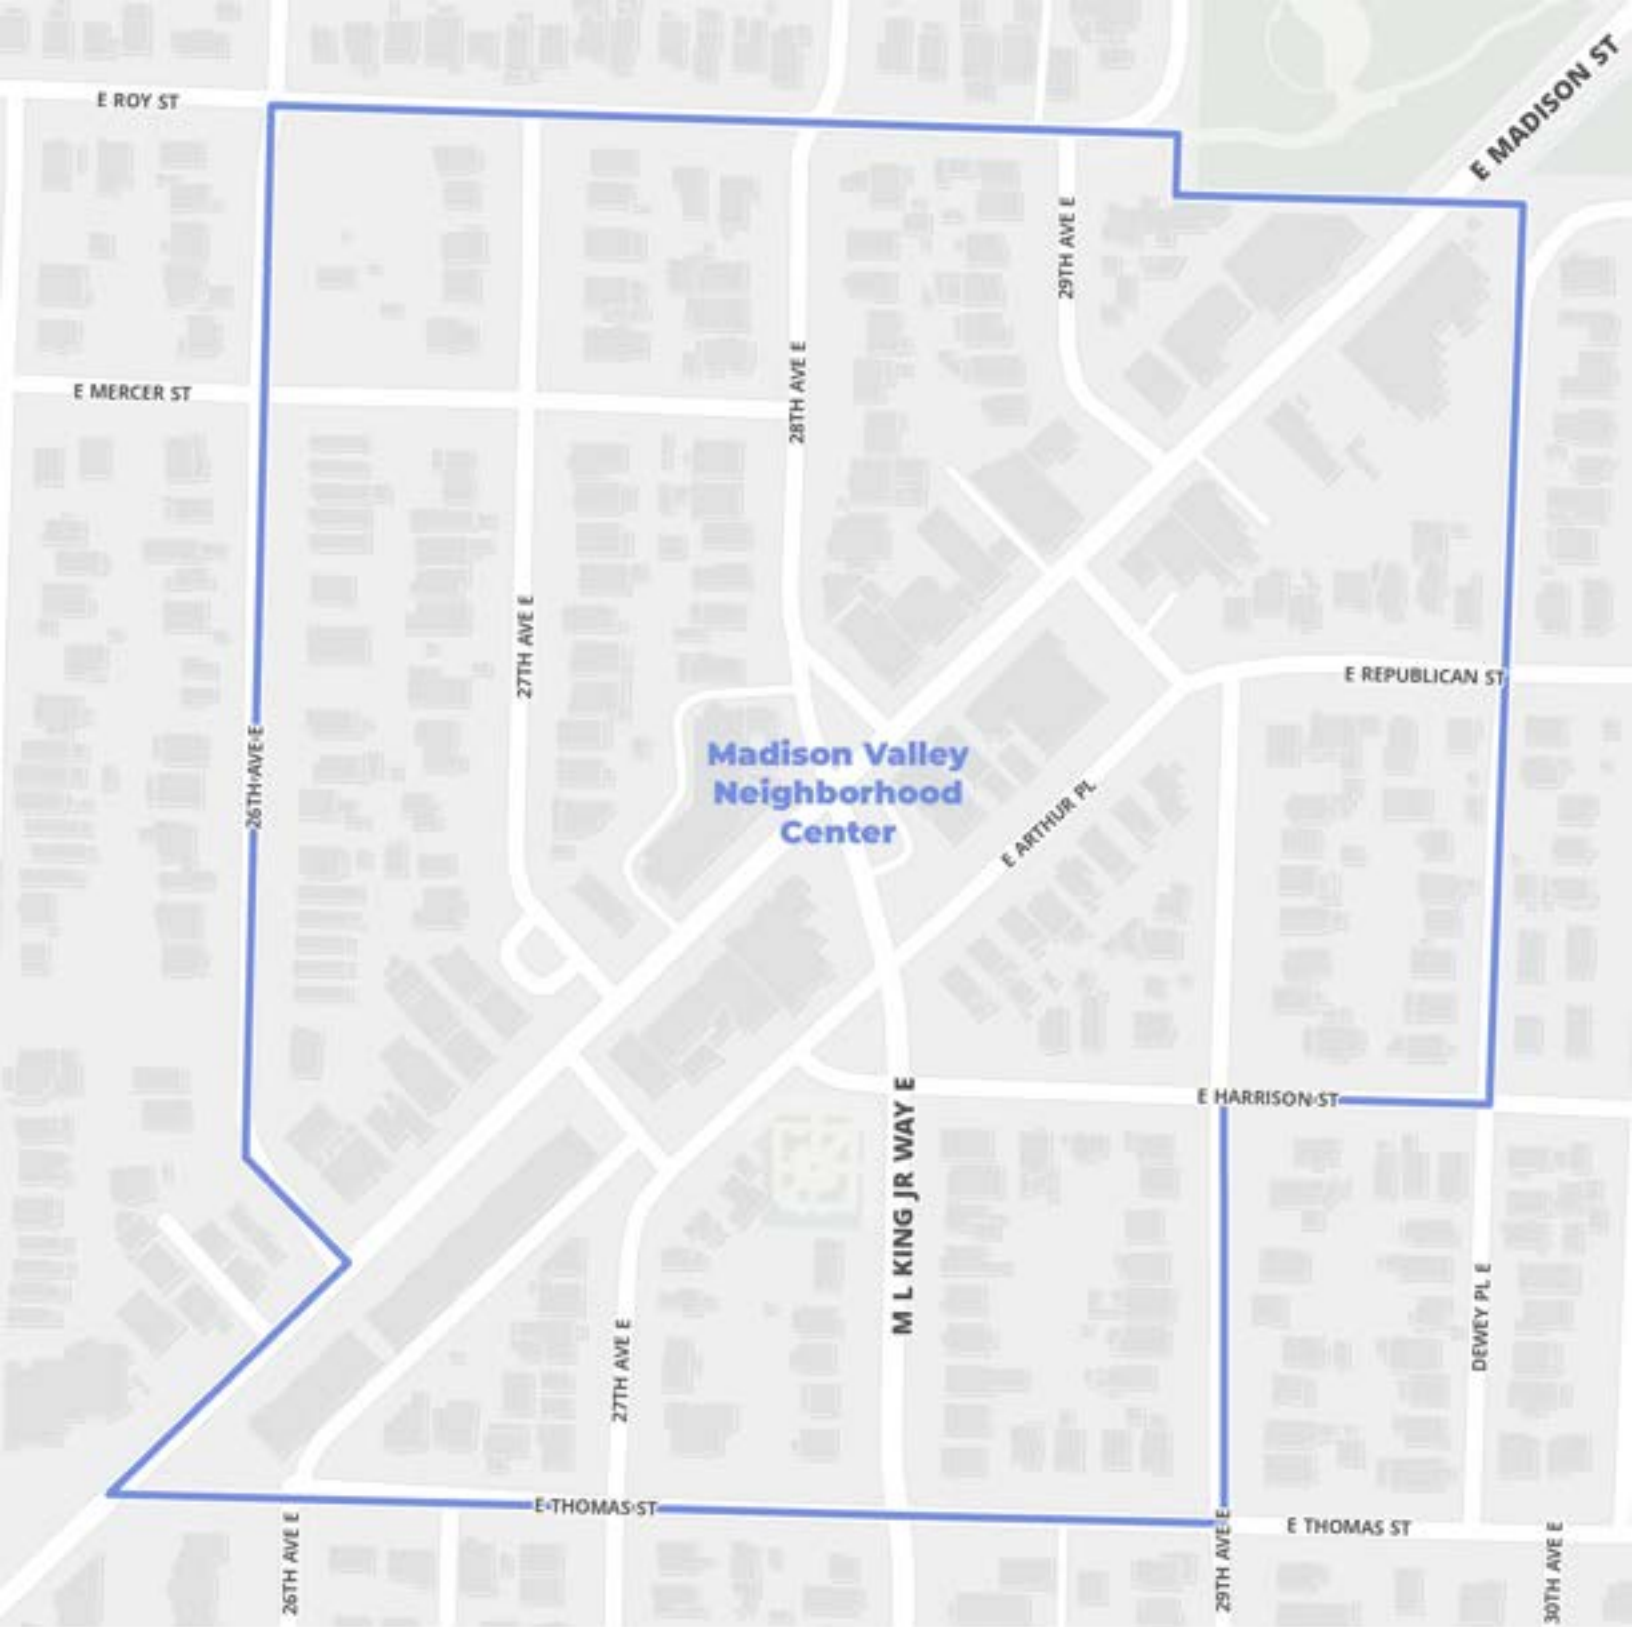 E MADISON ST
E ROY ST
29TH AVE E
E MERCER ST
28TH AVE E
27TH AVE E
E REPUBLICAN ST
26TH AVE E
Madison Valley
Neighborhood
Center
E ARTHUR PL
E HARRISON ST
M L KING JR WAY E
DEWEY PL E
27TH AVE E
E THOMAS ST
E THOMAS ST
26TH AVE E
29TH AVE E
30TH AVE E